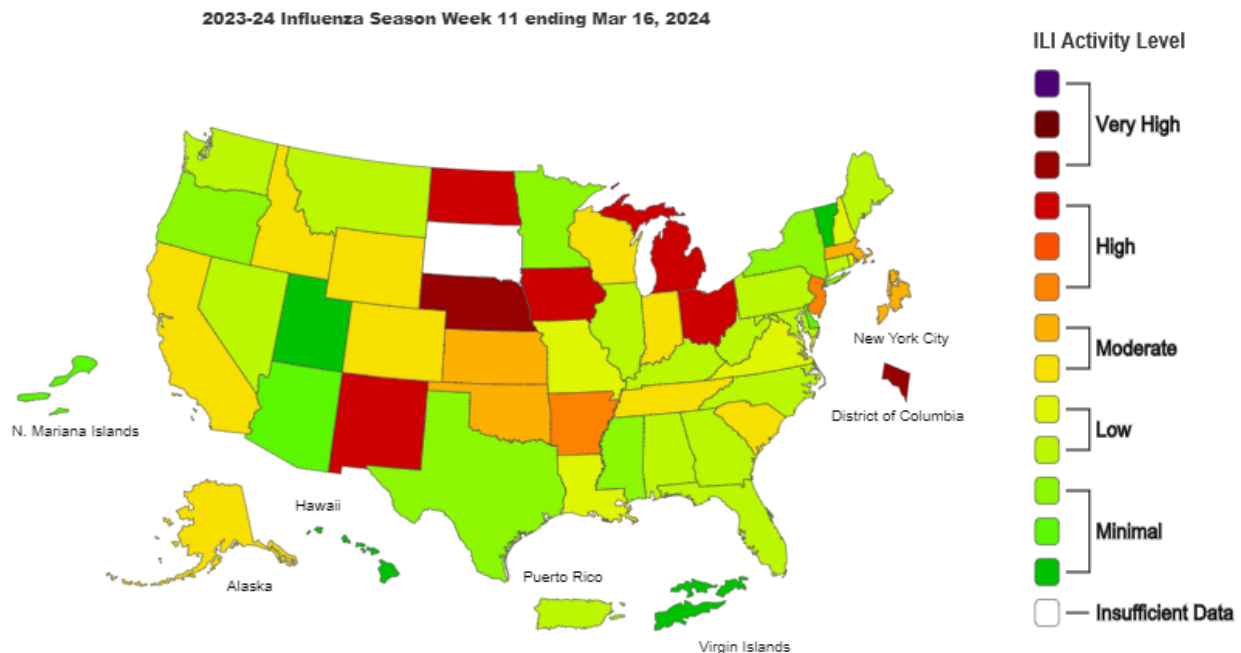 2023-24 Influenza Season Week 11 ending Mar 16, 2024
ILI Activity Level
Very High
High
Moderate
Low
Minimal
Insufficient Data
New York City
District of Columbia
N. Mariana Islands
Hawaii
Alaska
Puerto Rico
Virgin Islands